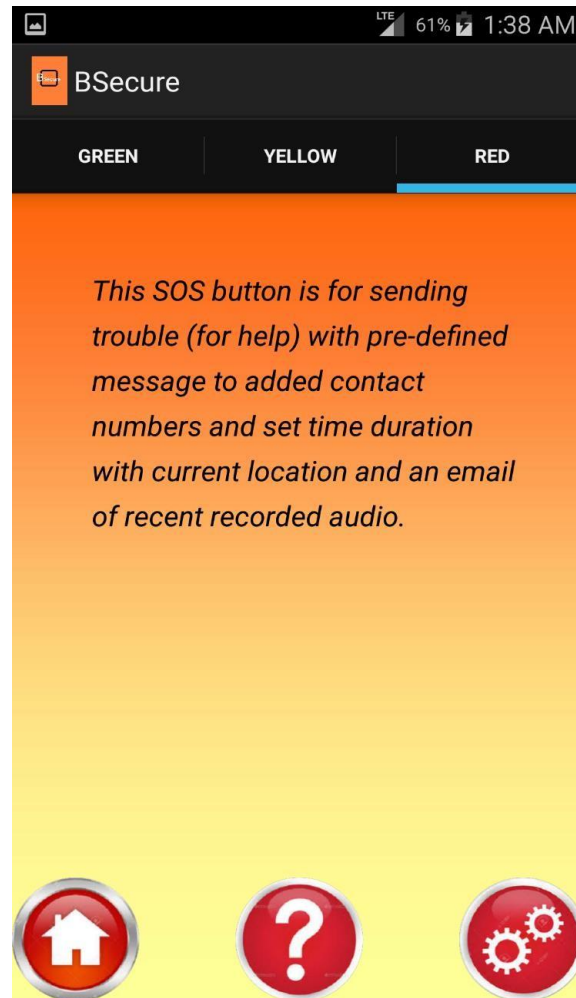 LTE 61% 1:38 AM
BSecure
GREEN YELLOW RED
This SOS button is for sending
trouble (for help) with pre-defined
message to added contact
numbers and set time duration
with current location and an email
of recent recorded audio.
?